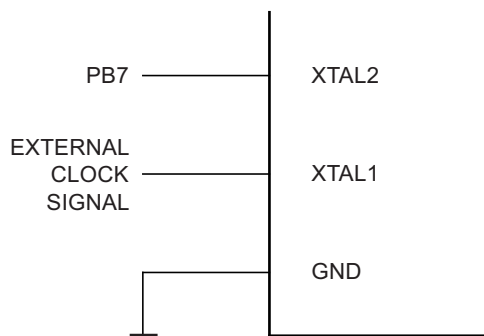 PB7
XTAL2
EXTERNAL
CLOCK
SIGNAL
XTAL1
GND